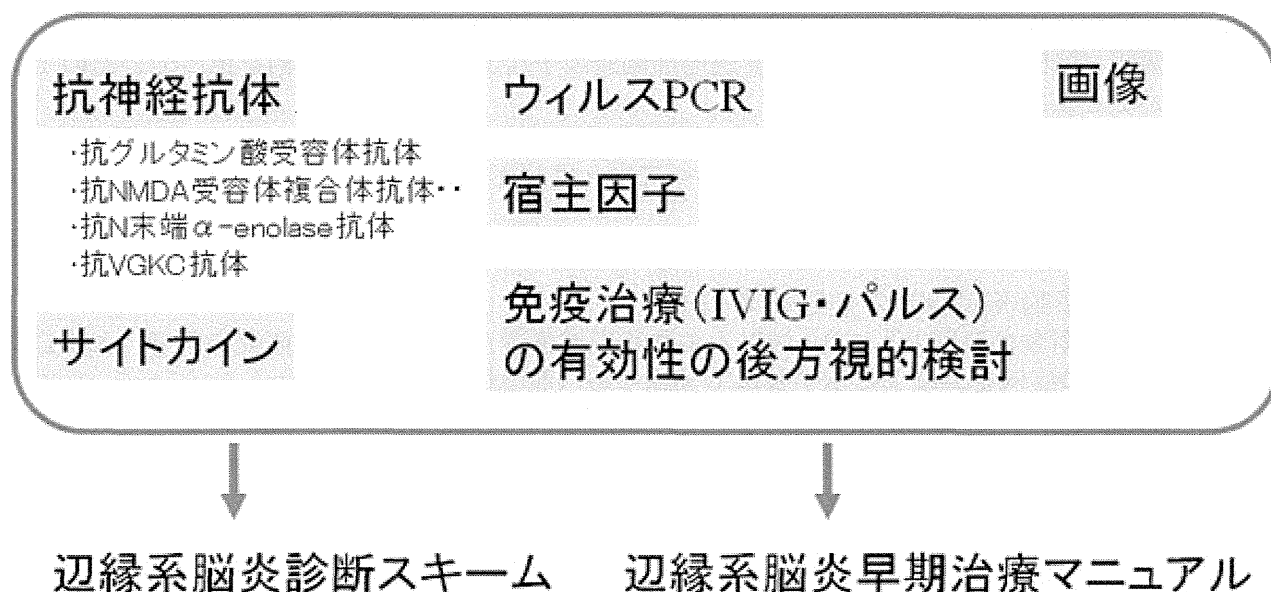 抗神経抗体
・抗グルタミン酸受容体抗体
・抗NMDA受容体複合体抗体・・
・抗N末端α-enolase抗体
・抗VGKC抗体
サイトカイン
ウィルスPCR
宿主因子
免疫治療(IVIG・パルス)
の有効性の後方視的検討
画像
辺縁系脳炎診断スキーム
辺縁系脳炎早期治療マニュアル